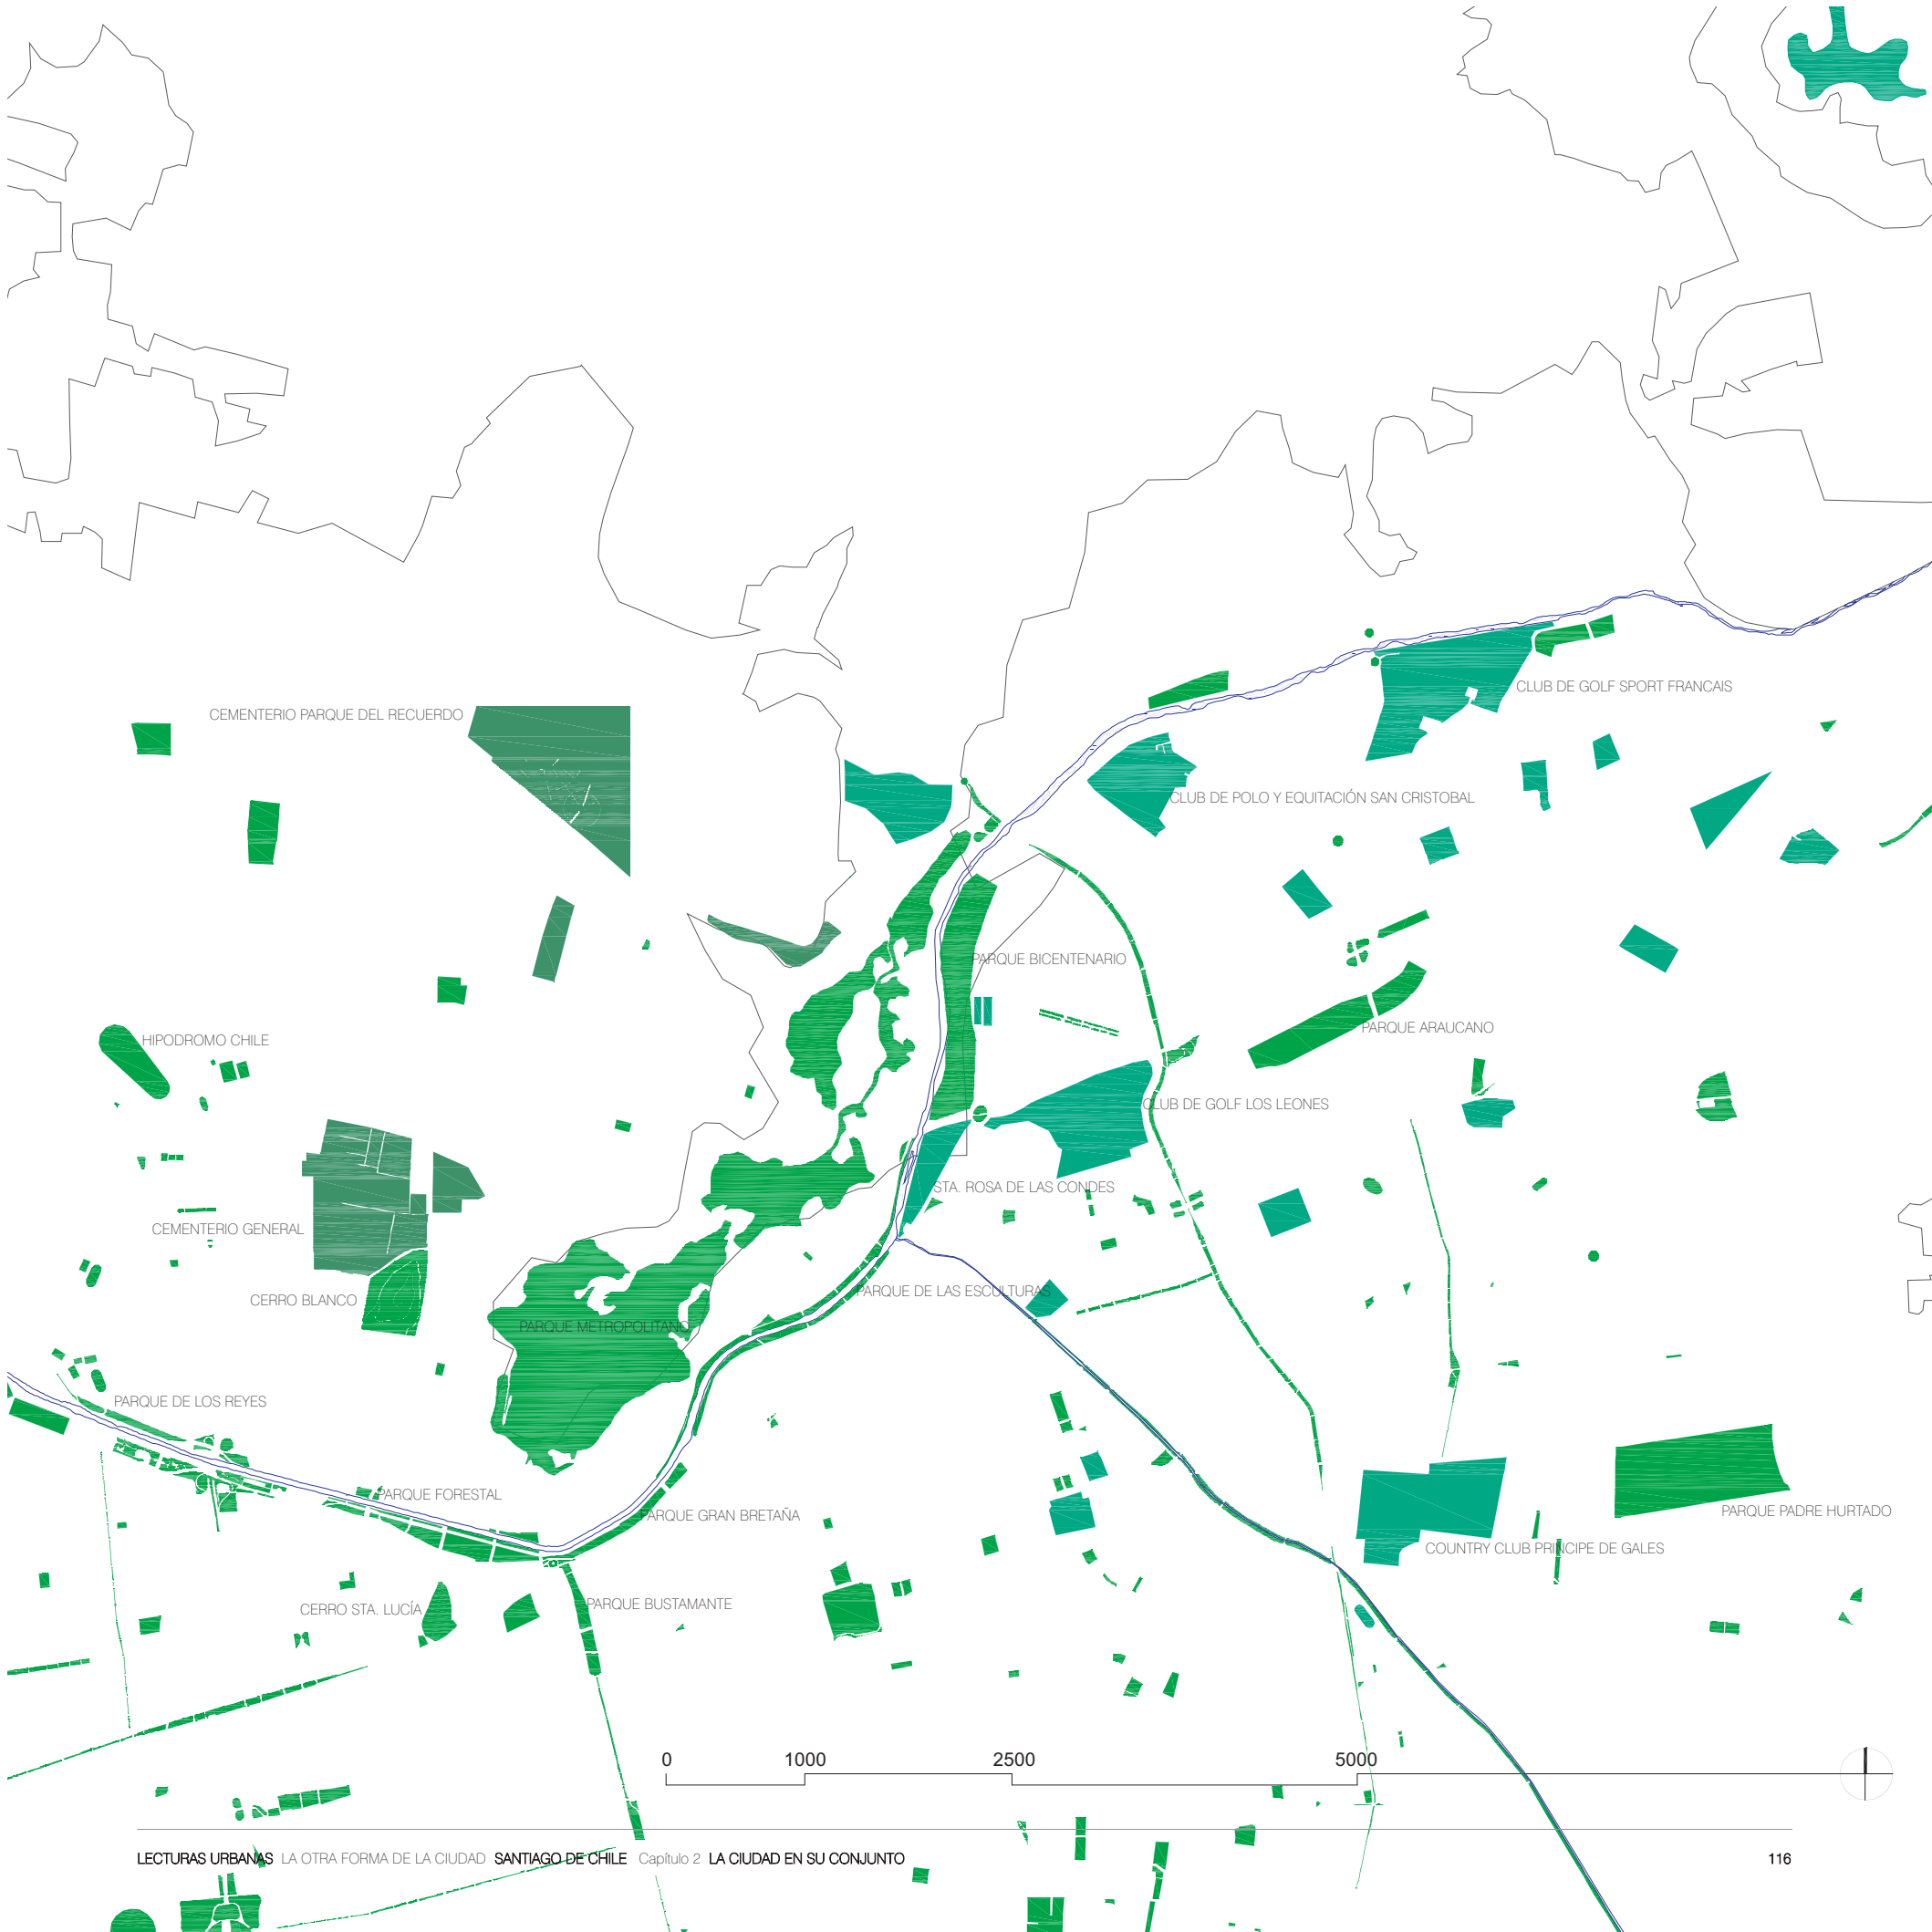 CLUB DE GOLF SPORT FRANCAIS
CEMENTERIO PARQUE DEL RECUERDO
CLUB DE POLO Y EQUITACIÓN SAN CRISTOBAL
PARQUE BICENTENARIO
PARQUE ARAUCANO
HIPODROMO CHILE
CLUB DE GOLF LOS LEONES
STA. ROSA DE LAS CONDES
CEMENTERIO GENERAL
PARQUE DE LAS ESCULTURAS
CERRO BLANCO
PARQUE METROPOLITANO
PARQUE DE LOS REYES
PARQUE FORESTAL
PARQUE GRAN BRETAÑA
PARQUE PADRE HURTADO
COUNTRY CLUB PRINCIPE DE GALES
PARQUE BUSTAMANTE
CERRO STA. LUCÍA
0 1000 2500 5000
LECTURAS URBANAS LA OTRA FORMA DE LA CIUDAD SANTIAGO DE CHILE Capítulo 2 LA CIUDAD EN SU CONJUNTO 116